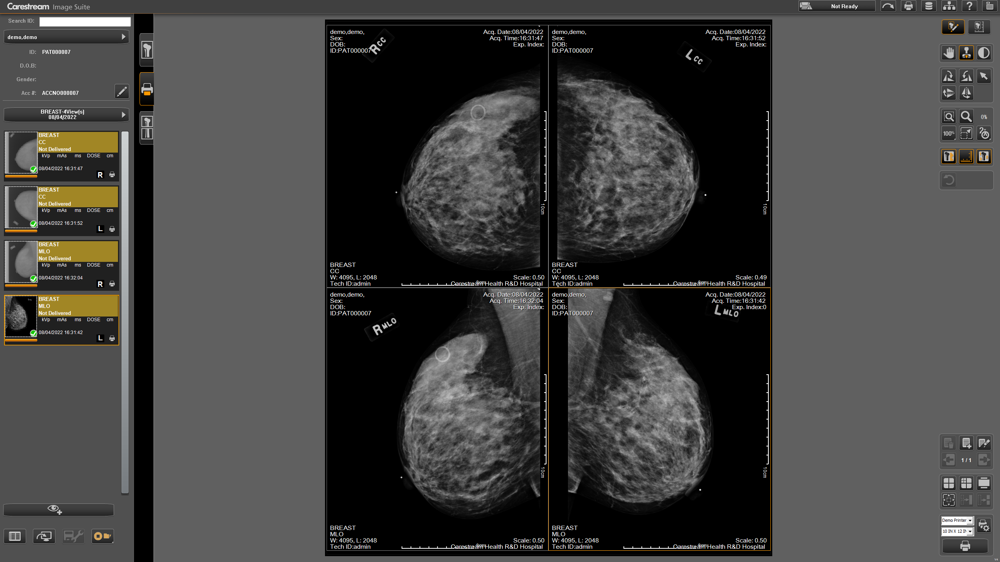 Carestream Image Suite
Not Ready
Search ID:
demo,demo
ID: PAT000007
D.O.B:
Gender:
Acc #: ACCNO000007
BREAST-4View(s)
08/04/2022
BREAST
CC
Not Delivered
kVp mAs ms DOSE cm
08/04/2022 16:31:47
R
BREAST
CC
Not Delivered
kVp mAs ms DOSE cm
08/04/2022 16:31:52
L
BREAST
MLO
Not Delivered
kVp mAs ms DOSE cm
08/04/2022 16:32:04
R
BREAST
MLO
Not Delivered
kVp mAs ms DOSE cm
08/04/2022 16:31:42
L
demo,demo,
Sex:
DOB:
ID:PAT000007
RCC
Acq. Date:08/04/2022
Acq. Time:16:31:47
Exp. Index:
10cm
BREAST
CC
W: 4095, L: 2048
Tech ID:admin
Scale: 0.50
8cm
Carestream Health R&D Hospital
demo,demo,
Sex:
DOB:
ID:PAT000007
LCC
Acq. Date:08/04/2022
Acq. Time:16:31:52
Exp. Index:
10cm
BREAST
CC
W: 4095, L: 2048
Tech ID:admin
Scale: 0.49
8cm
Carestream Health R&D Hospital
demo,demo,
Sex:
DOB:
ID:PAT000007
RMLO
Acq. Date:08/04/2022
Acq. Time:16:32:04
Exp. Index:
10cm
BREAST
MLO
W: 4095, L: 2048
Tech ID:admin
Scale: 0.50
8cm
Carestream Health R&D Hospital
demo,demo,
Sex:
DOB:
ID:PAT000007
LMLO
Acq. Date:08/04/2022
Acq. Time:16:31:42
Exp. Index:0
10cm
BREAST
MLO
W: 4095, L: 2048
Tech ID:admin
Scale: 0.50
8cm
Carestream Health R&D Hospital
0%
100%
1 / 1
Demo Printer
10 IN X 12 IN
V4